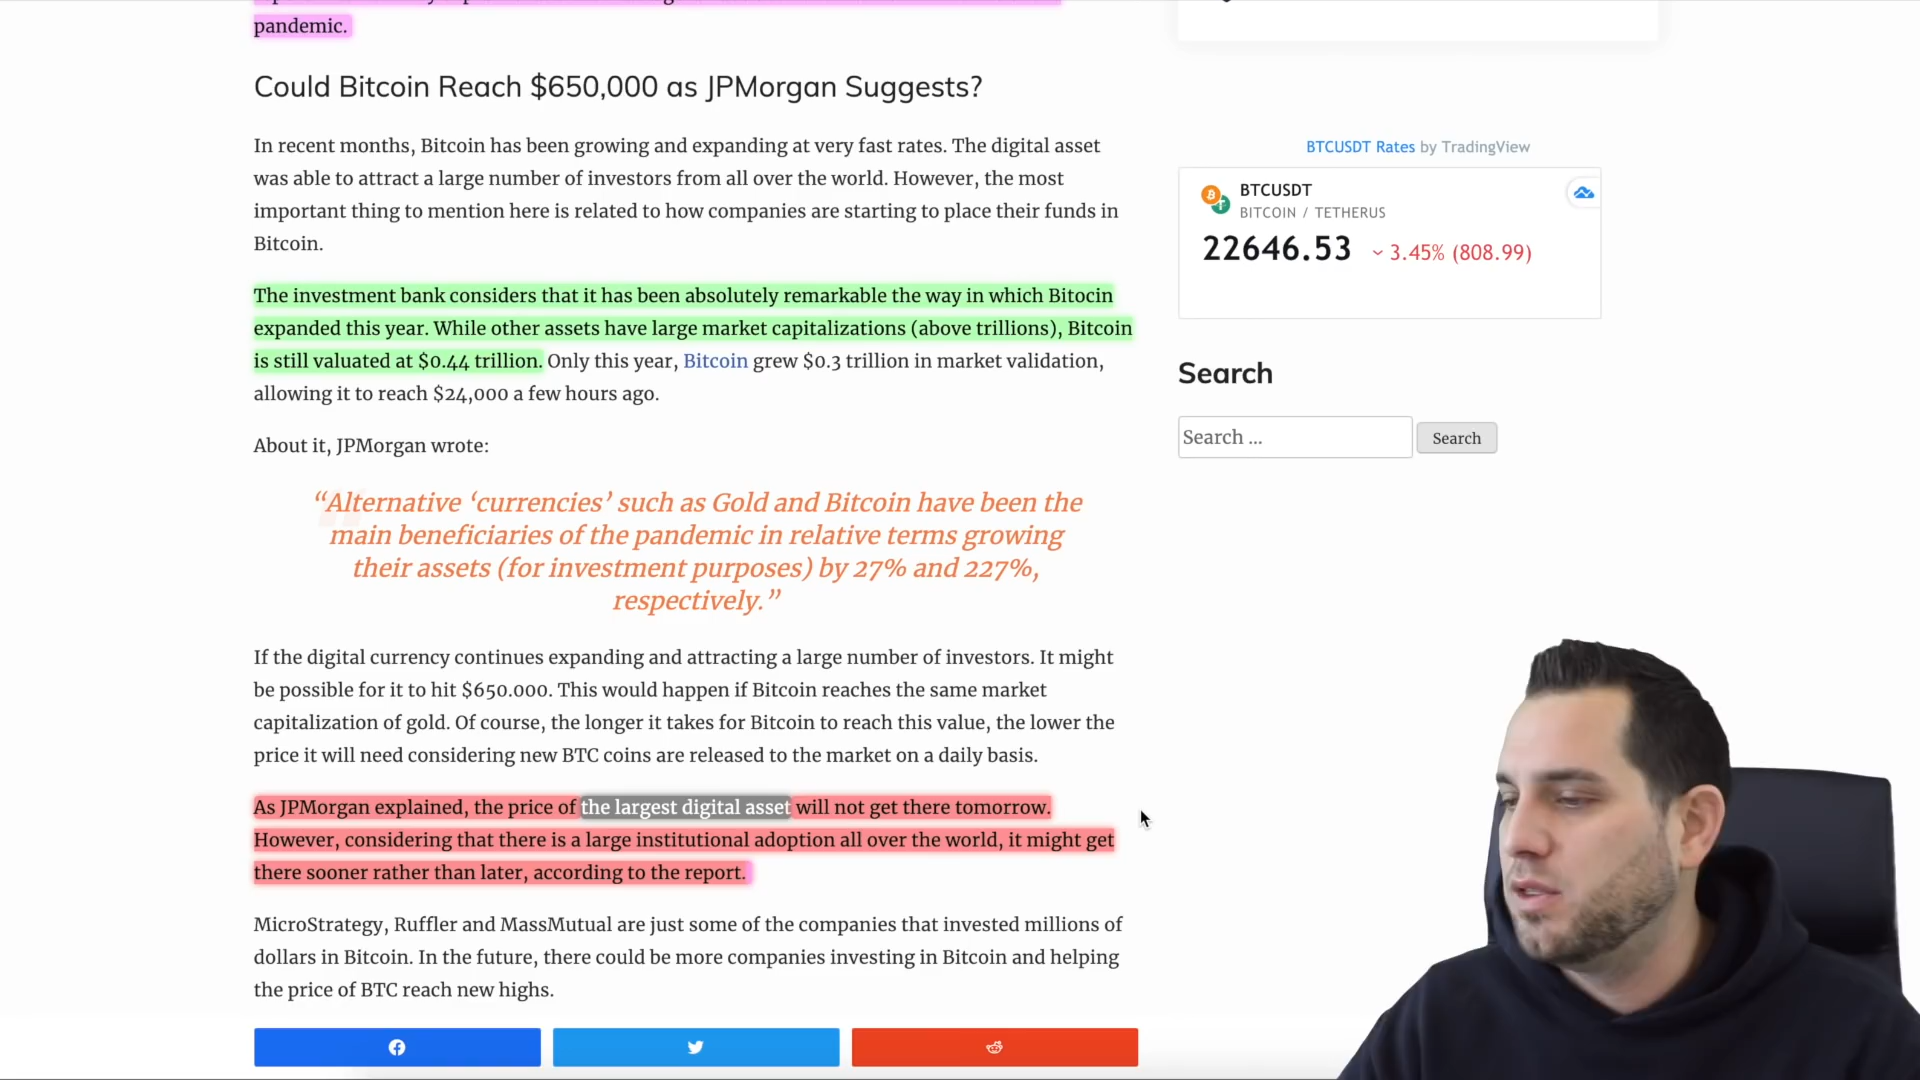 pandemic.
Could Bitcoin Reach $650,000 as JPMorgan Suggests?
In recent months, Bitcoin has been growing and expanding at very fast rates. The digital asset
was able to attract a large number of investors from all over the world. However, the most
important thing to mention here is related to how companies are starting to place their funds in
Bitcoin.
The investment bank considers that it has been absolutely remarkable the way in which Bitocin
expanded this year. While other assets have large market capitalizations (above trillions), Bitcoin
is still valuated at $0.44 trillion. Only this year, Bitcoin grew $0.3 trillion in market validation,
allowing it to reach $24,000 a few hours ago.
About it, JPMorgan wrote:
“Alternative ‘currencies’ such as Gold and Bitcoin have been the
main beneficiaries of the pandemic in relative terms growing
their assets (for investment purposes) by 27% and 227%,
respectively.”
If the digital currency continues expanding and attracting a large number of investors. It might
be possible for it to hit $650.000. This would happen if Bitcoin reaches the same market
capitalization of gold. Of course, the longer it takes for Bitcoin to reach this value, the lower the
price it will need considering new BTC coins are released to the market on a daily basis.
As JPMorgan explained, the price of the largest digital asset will not get there tomorrow.
However, considering that there is a large institutional adoption all over the world, it might get
there sooner rather than later, according to the report.
MicroStrategy, Ruffler and MassMutual are just some of the companies that invested millions of
dollars in Bitcoin. In the future, there could be more companies investing in Bitcoin and helping
the price of BTC reach new highs.
BTCUSDT Rates by TradingView
BTCUSDT
BITCOIN / TETHERUS
22646.53 3.45% (808.99)
Search
Search ... Search